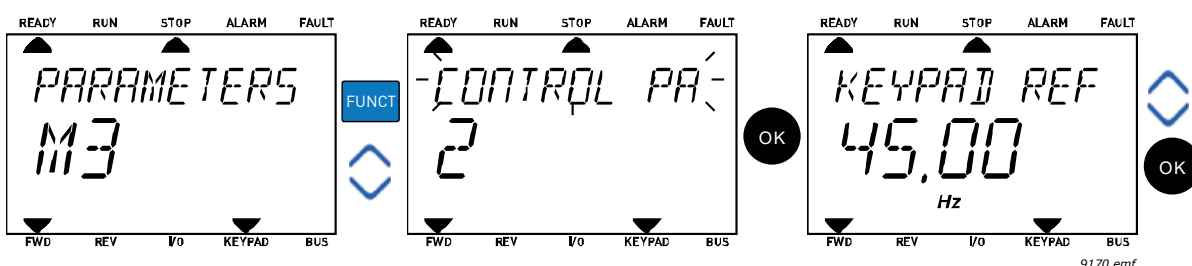 READY RUN STOP ALARM FAULT
PARAMETERS
M3
FWD REV I/O KEYPAD BUS
FUNCT
READY RUN STOP ALARM FAULT
CONTROL PA
2
FWD REV I/O KEYPAD BUS
OK
READY RUN STOP ALARM FAULT
KEYPAD REF
45.00
Hz
FWD REV I/O KEYPAD BUS
OK
9170.emf